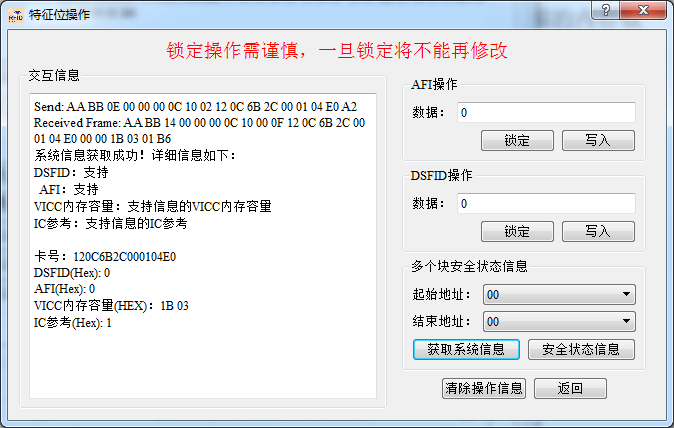 特征位操作
锁定操作需谨慎，一旦锁定将不能再修改
交互信息
Send: AA BB 0E 00 00 00 0C 10 02 12 0C 6B 2C 00 01 04 E0 A2
Received Frame: AA BB 14 00 00 00 0C 10 00 0F 12 0C 6B 2C 00
01 04 E0 00 00 1B 03 01 B6
系统信息获取成功！详细信息如下：
DSFID：支持
AFI：支持
VICC内存容量：支持信息的VICC内存容量
IC参考：支持信息的IC参考
卡号：120C6B2C000104E0
DSFID(Hex): 0
AFI(Hex): 0
VICC内存容量(HEX)：1B 03
IC参考(Hex): 1
AFI操作
数据： 0
锁定 写入
DSFID操作
数据： 0
锁定 写入
多个块安全状态信息
起始地址： 00
结束地址： 00
获取系统信息 安全状态信息
清除操作信息 返回